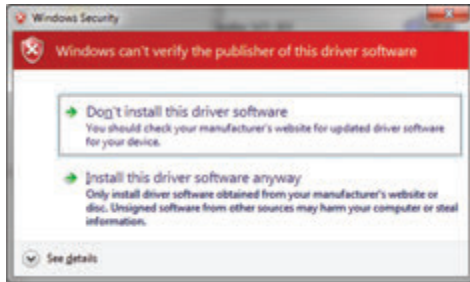 Windows Security
Windows can't verify the publisher of this driver software
Don't install this driver software
You should check your manufacturer's website for updated driver software
for your device.
Install this driver software anyway
Only install driver software obtained from your manufacturer's website or
disc. Unsigned software from other sources may harm your computer or steal
information.
See details